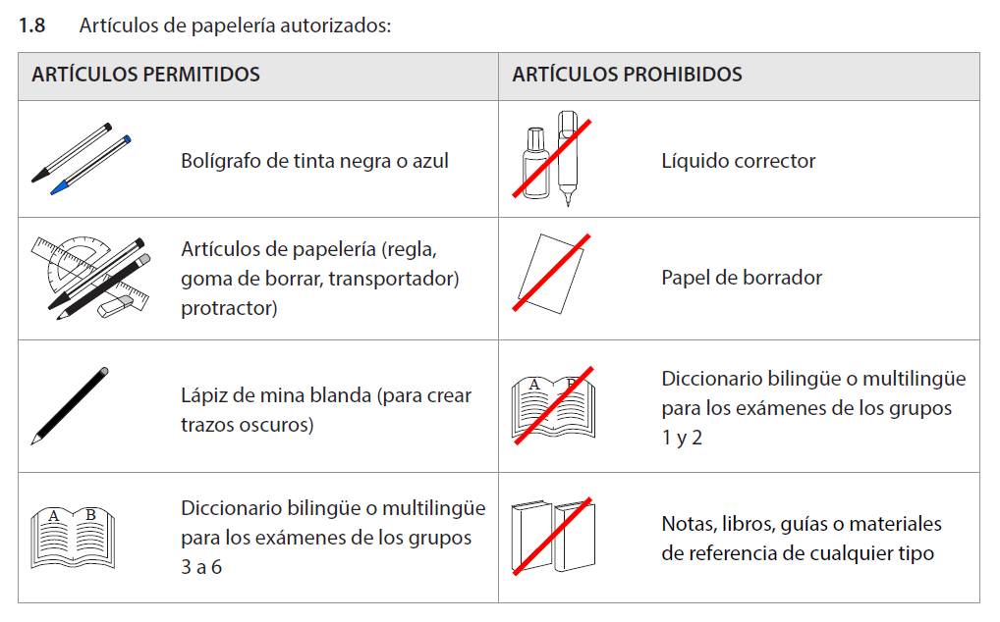 1.8 Artículos de papelería autorizados:
ARTÍCULOS PERMITIDOS
ARTÍCULOS PROHIBIDOS
Bolígrafo de tinta negra o azul
Líquido corrector
Artículos de papelería (regla,
goma de borrar, transportador)
protractor)
Papel de borrador
Lápiz de mina blanda (para crear
trazos oscuros)
A B
Diccionario bilingüe o multilingüe
para los exámenes de los grupos
1 y 2
A B
Diccionario bilingüe o multilingüe
para los exámenes de los grupos
3 a 6
Notas, libros, guías o materiales
de referencia de cualquier tipo